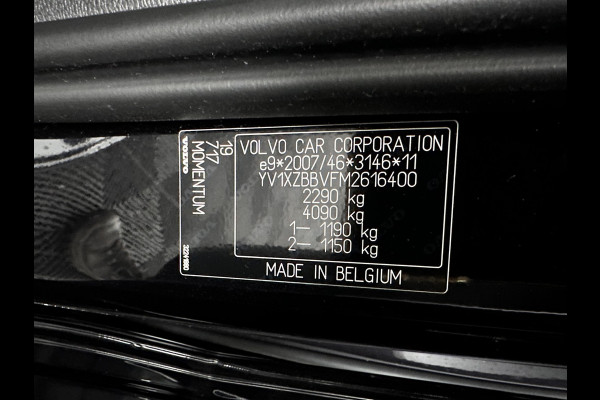 VOLVO CAR CORPORATION
e9*2007/46*3146*11
YV1XZBBVFM2616400
2290 kg
4090 kg
1— 1190 kg
2— 1150 kg
MADE IN BELGIUM
19
717
MOMENTUM
VOLVO